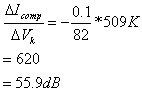 ΔI_comp / ΔV_k = -0.1/82 *509K
= 620
= 55.9dB